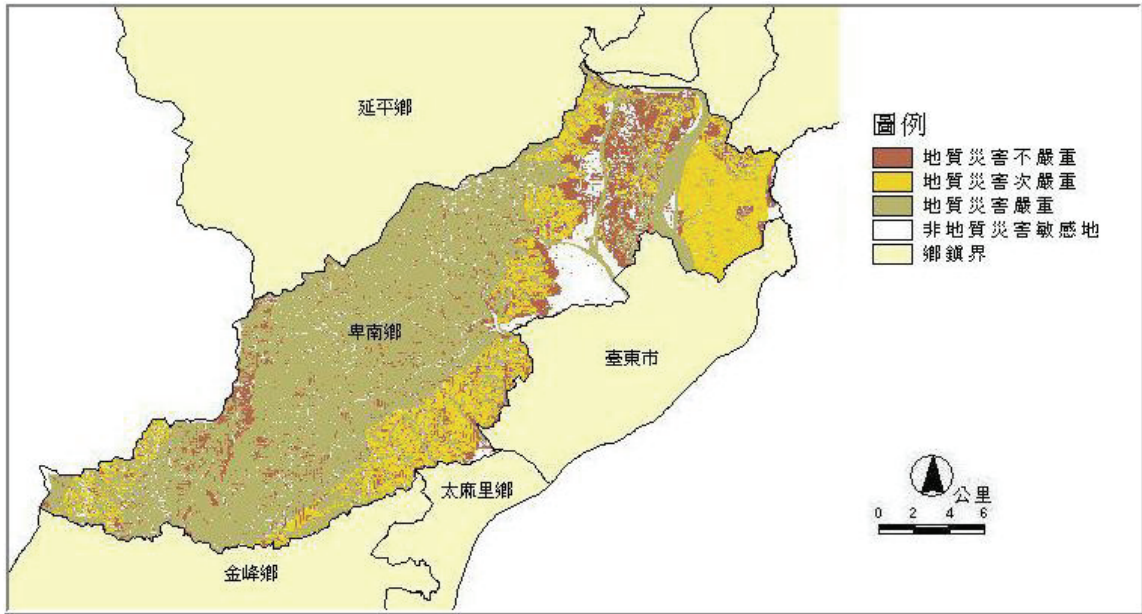 延平鄉
圖例
地質災害不嚴重
地質災害次嚴重
地質災害嚴重
非地質災害敏感地
鄉鎮界
卑南鄉
臺東市
太麻里鄉
公里
0 2 4 6
金峰鄉